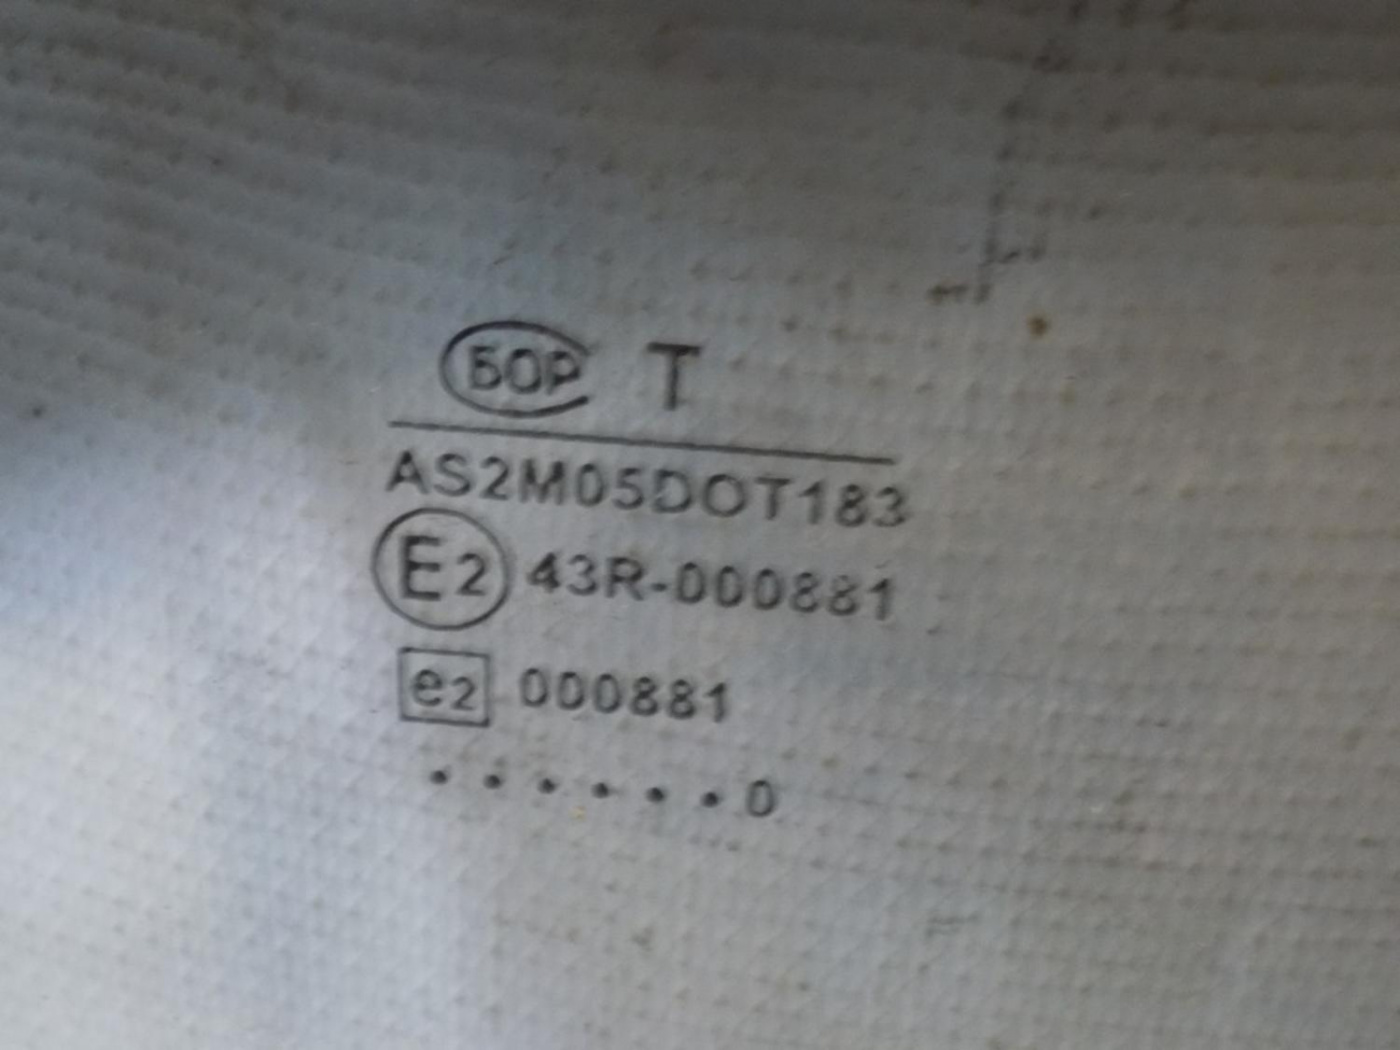 БОР T
AS2M05DOT183
E2 43R-000881
e2 000881
. . . . . . 0